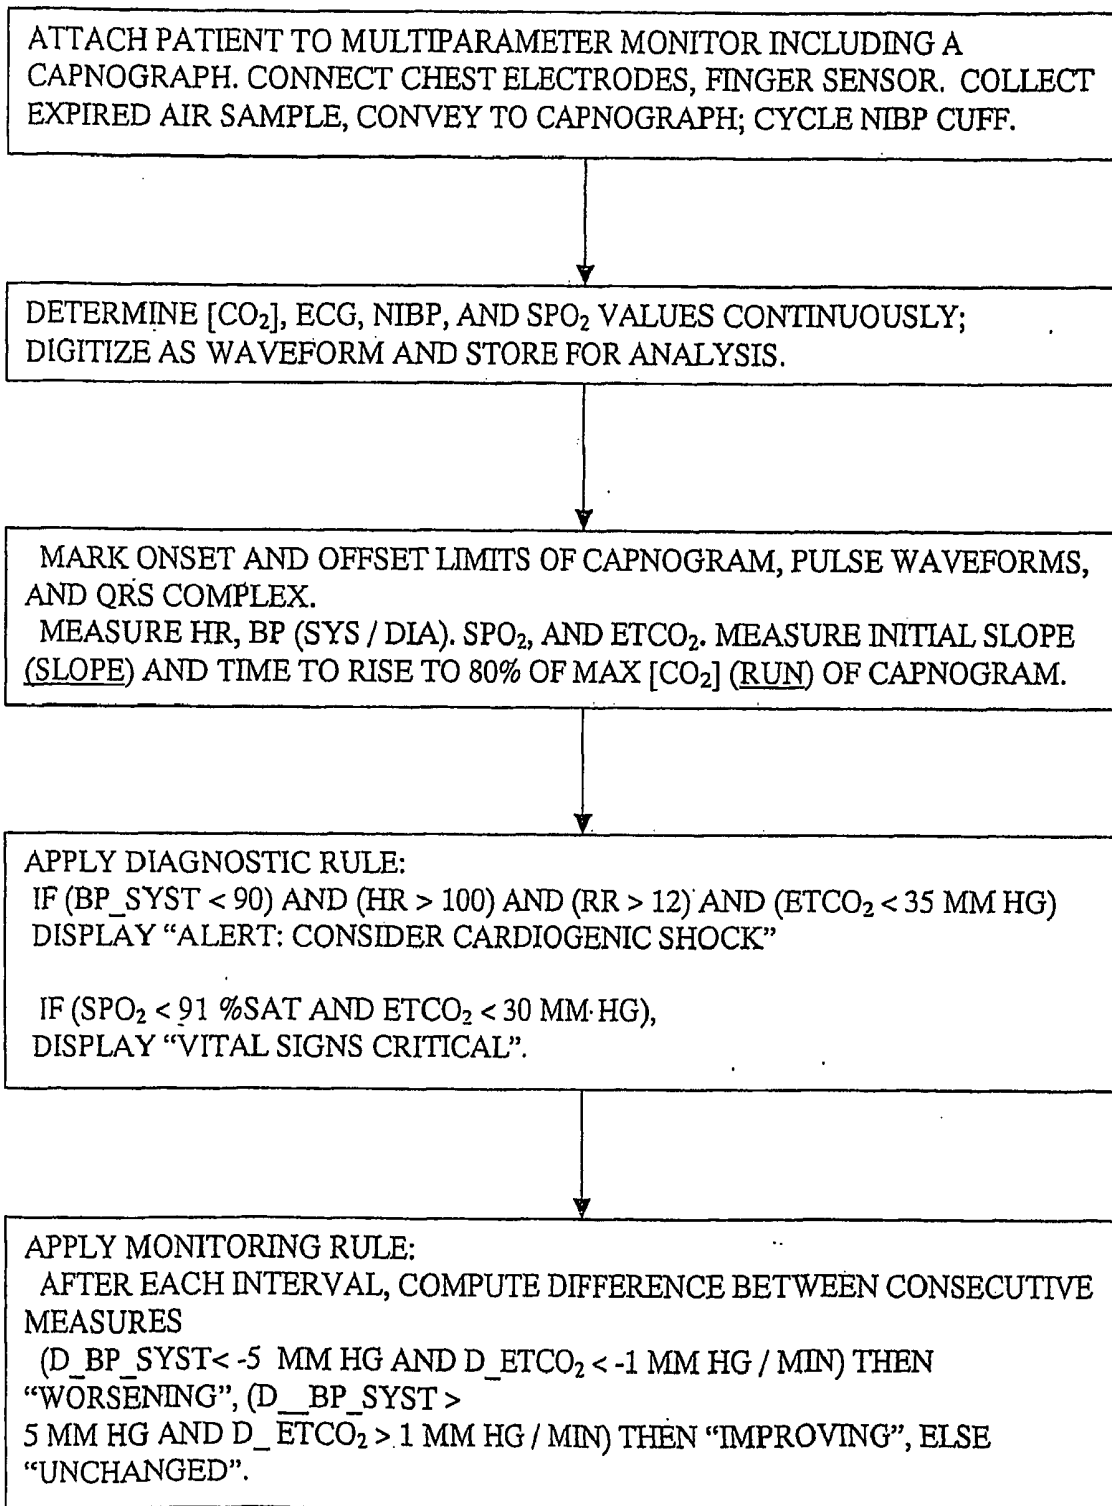 ATTACH PATIENT TO MULTIPARAMETER MONITOR INCLUDING A
CAPNOGRAPH. CONNECT CHEST ELECTRODES, FINGER SENSOR. COLLECT
EXPIRED AIR SAMPLE, CONVEY TO CAPNOGRAPH; CYCLE NIBP CUFF.
DETERMINE [CO₂], ECG, NIBP, AND SPO₂ VALUES CONTINUOUSLY;
DIGITIZE AS WAVEFORM AND STORE FOR ANALYSIS.
MARK ONSET AND OFFSET LIMITS OF CAPNOGRAM, PULSE WAVEFORMS,
AND QRS COMPLEX.
MEASURE HR, BP (SYS / DIA). SPO₂, AND ETCO₂. MEASURE INITIAL SLOPE
(SLOPE) AND TIME TO RISE TO 80% OF MAX [CO₂] (RUN) OF CAPNOGRAM.
APPLY DIAGNOSTIC RULE:
IF (BP_SYST < 90) AND (HR > 100) AND (RR > 12) AND (ETCO₂ < 35 MM HG)
DISPLAY “ALERT: CONSIDER CARDIOGENIC SHOCK”
IF (SPO₂ < 91 %SAT AND ETCO₂ < 30 MM HG),
DISPLAY “VITAL SIGNS CRITICAL”.
APPLY MONITORING RULE:
AFTER EACH INTERVAL, COMPUTE DIFFERENCE BETWEEN CONSECUTIVE
MEASURES
(D_BP_SYST< -5 MM HG AND D_ETCO₂ < -1 MM HG / MIN) THEN
“WORSENING”, (D__BP_SYST >
5 MM HG AND D_ ETCO₂ > 1 MM HG / MIN) THEN “IMPROVING”, ELSE
“UNCHANGED”.